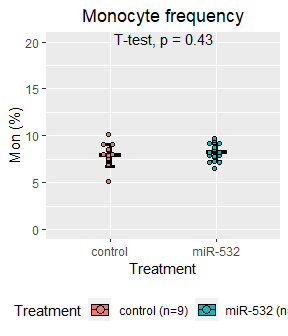 Monocyte frequency
T-test, p = 0.43
20
15
10
5
0
Mon (%)
control
miR-532
Treatment
Treatment
control (n=9)
miR-532 (n